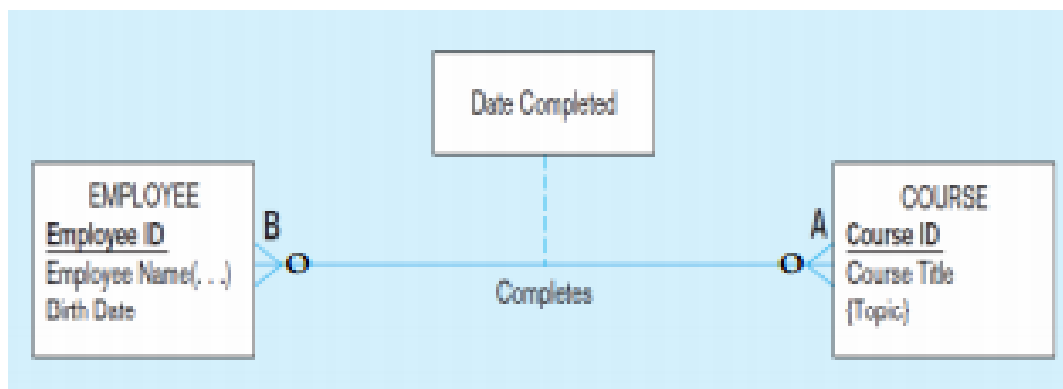 Date Completed
EMPLOYEE
Employee ID
Employee Name(. . .)
Birth Date
B
O
Completes
O
A
COURSE
Course ID
Course Title
{Topic}